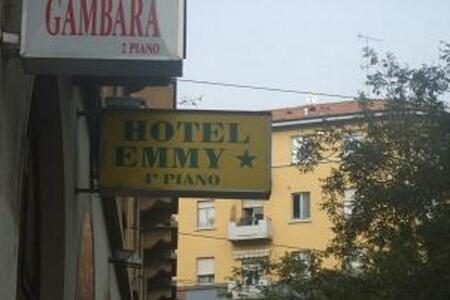 GAMBARA
2 PIANO
HOTEL
EMMY ★
4° PIANO